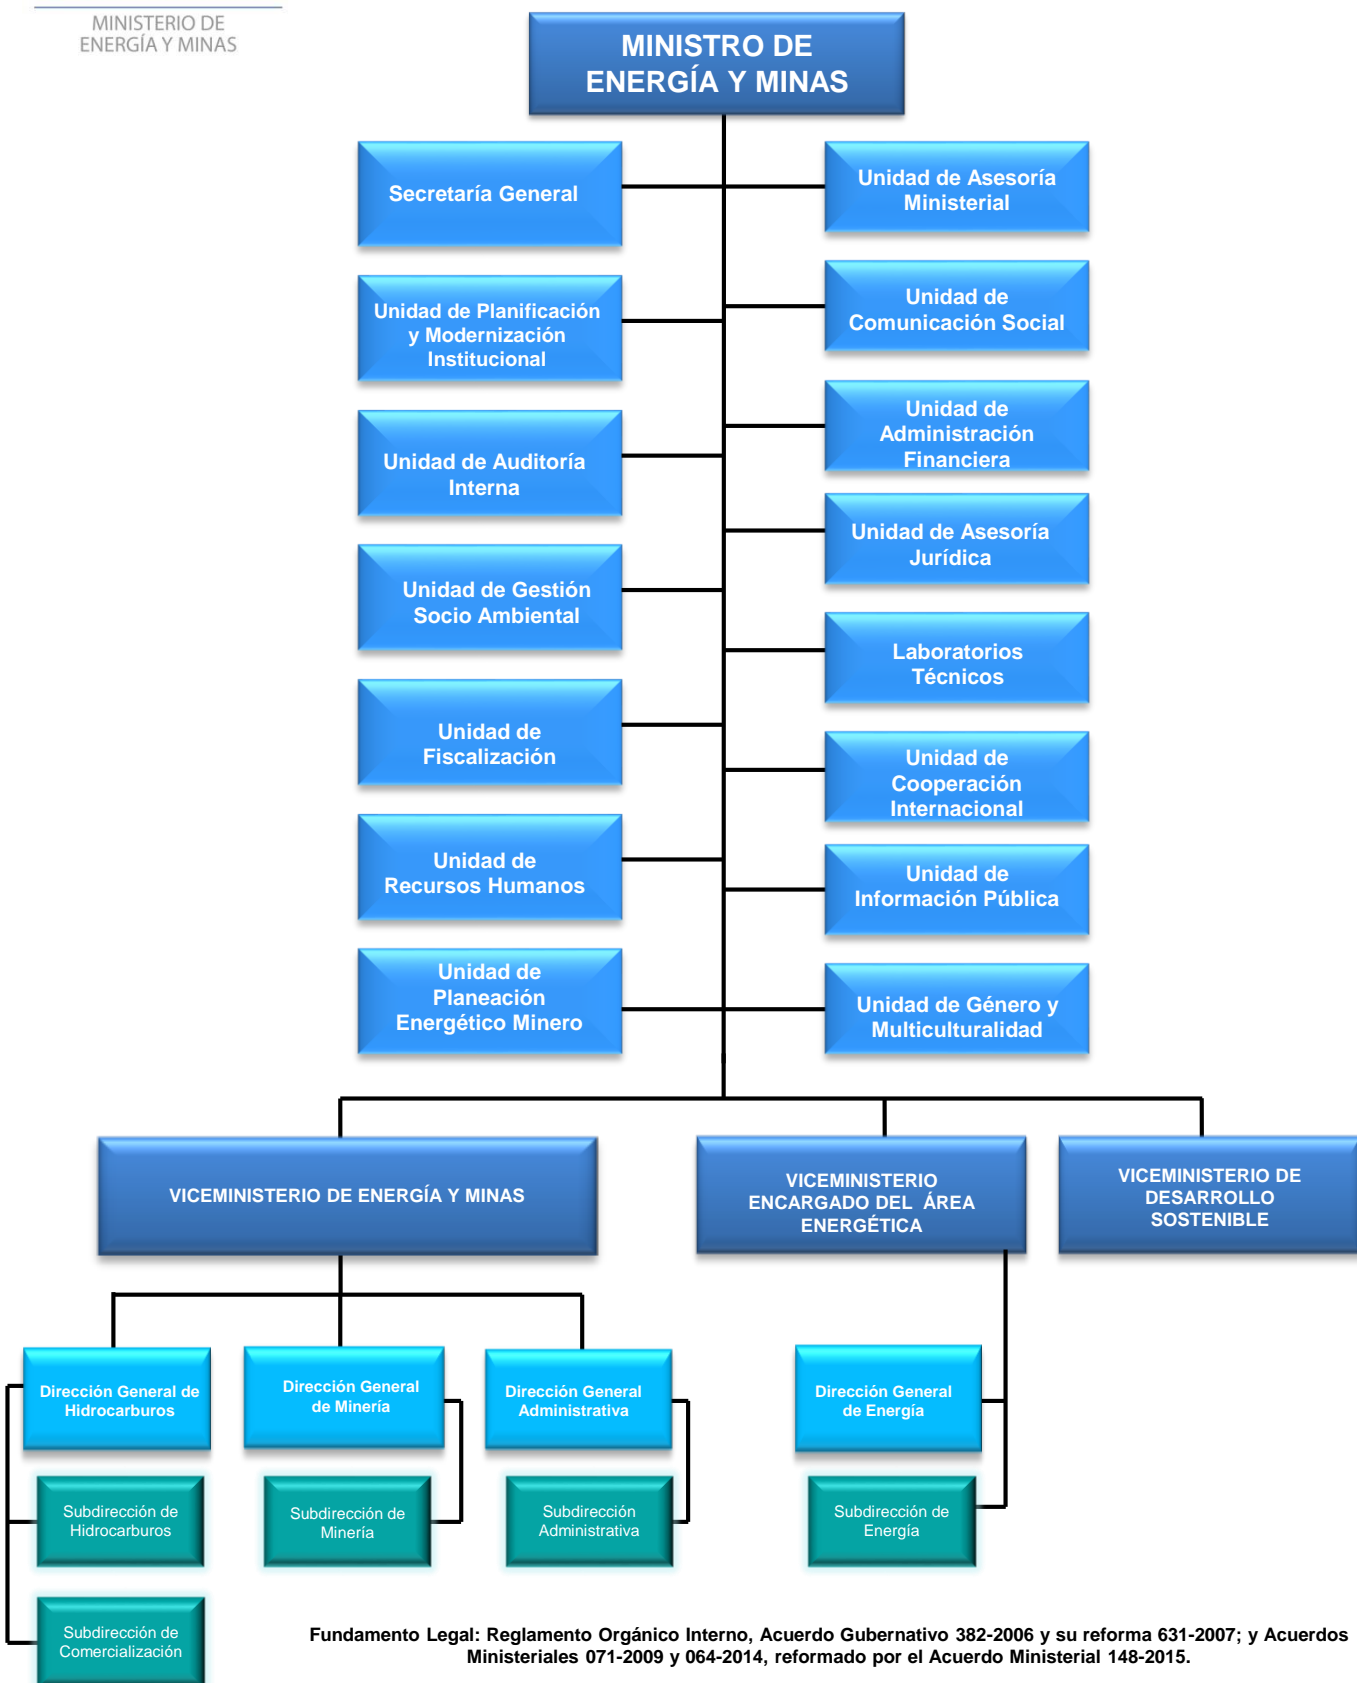 MINISTERIO DE
ENERGÍA Y MINAS
MINISTRO DE
ENERGÍA Y MINAS
Secretaría General
Unidad de Asesoría
Ministerial
Unidad de Planificación
y Modernización
Institucional
Unidad de
Comunicación Social
Unidad de Auditoría
Interna
Unidad de
Administración
Financiera
Unidad de Gestión
Socio Ambiental
Unidad de Asesoría
Jurídica
Unidad de
Fiscalización
Laboratorios
Técnicos
Unidad de
Recursos Humanos
Unidad de
Cooperación
Internacional
Unidad de
Planeación
Energético Minero
Unidad de
Información Pública
Unidad de Género y
Multiculturalidad
VICEMINISTERIO DE ENERGÍA Y MINAS
VICEMINISTERIO
ENCARGADO DEL ÁREA
ENERGÉTICA
VICEMINISTERIO DE
DESARROLLO
SOSTENIBLE
Dirección General de
Hidrocarburos
Dirección General
de Minería
Dirección General
Administrativa
Dirección General
de Energía
Subdirección de
Hidrocarburos
Subdirección de
Minería
Subdirección
Administrativa
Subdirección de
Energía
Subdirección de
Comercialización
Fundamento Legal: Reglamento Orgánico Interno, Acuerdo Gubernativo 382-2006 y su reforma 631-2007; y Acuerdos
Ministeriales 071-2009 y 064-2014, reformado por el Acuerdo Ministerial 148-2015.